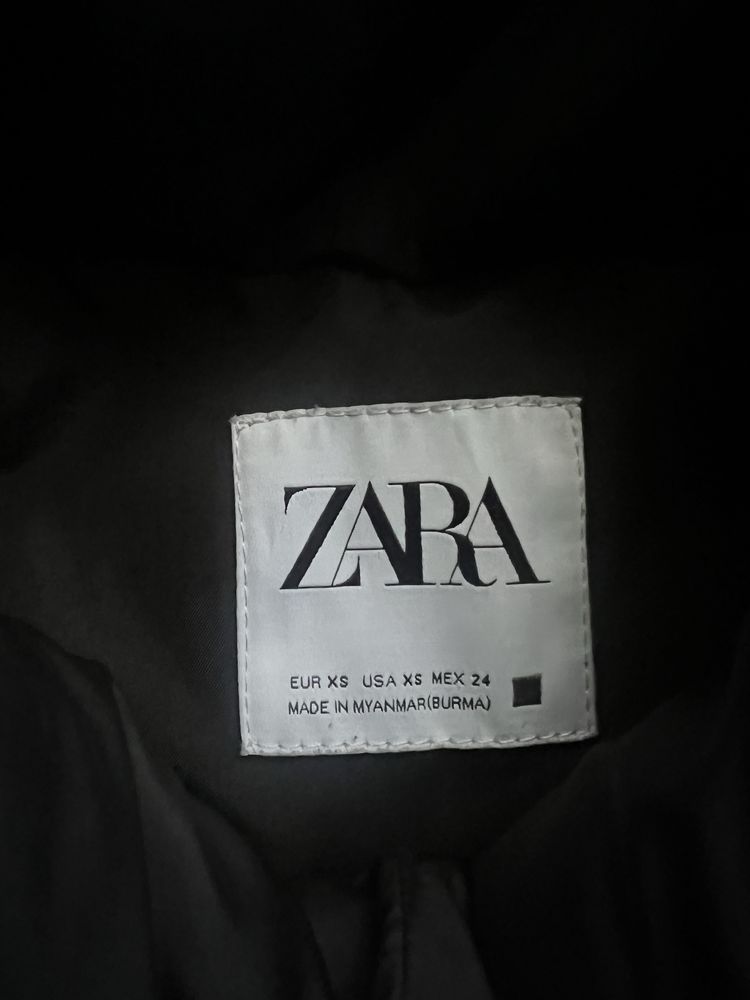 ZARA
EUR XS USA XS MEX 24
MADE IN MYANMAR(BURMA)